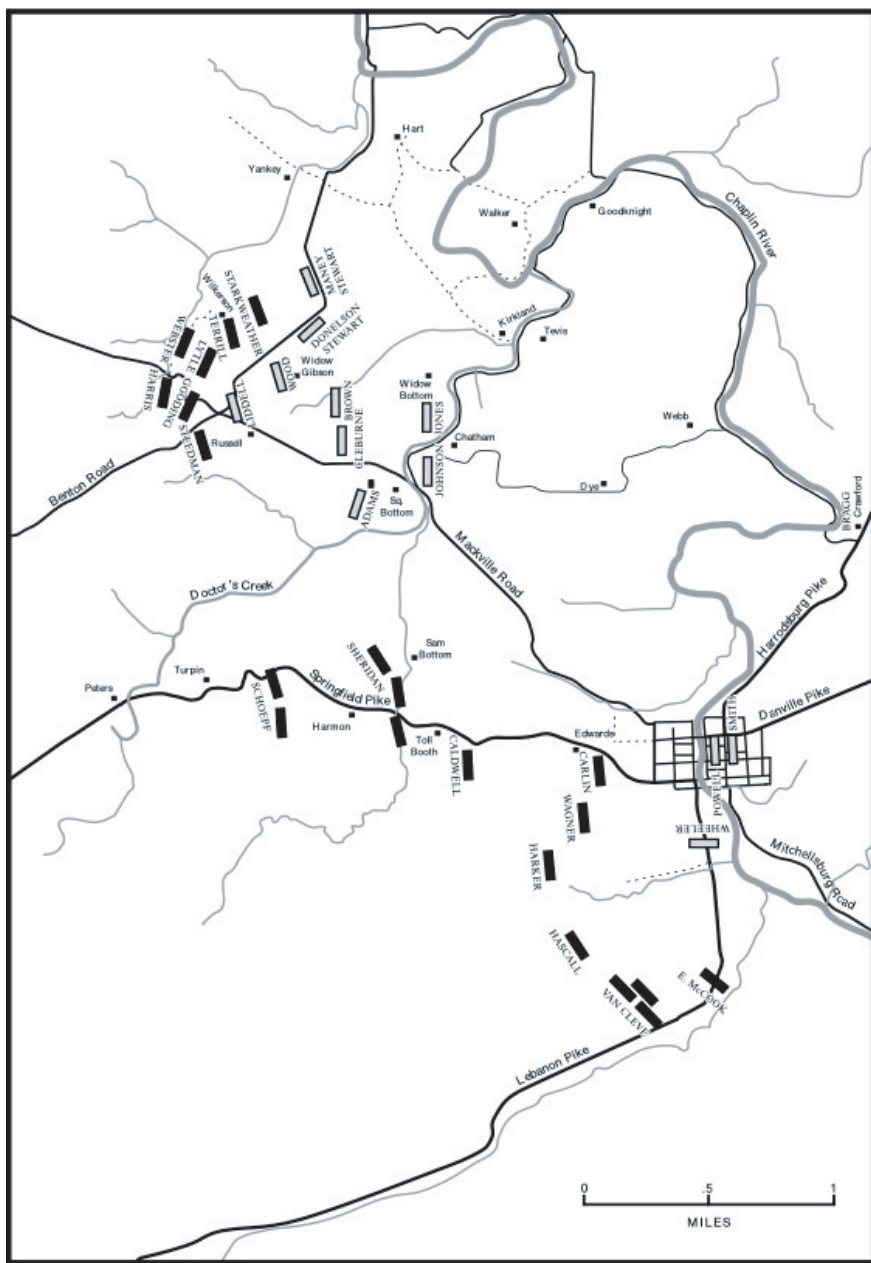 Hart
Yankey
Walker
Goodknight
Chaplin River
MANEY
STEWART
Wilkerson
STARKWEATHER
TERRILL
WEBSTER
LYTLE
HARRIS
GOODING
DONELSON
STEWART
Kirkland
Tevis
WOOD
Widow
Gibson
Widow
Bottom
BROWN
JONES
LIDDELL
CLEBURNE
STEEDMAN
Russell
Chatham
Webb
JOHNSON
Benton Road
ADAMS
Sq.
Bottom
Dye
BRAGG
Crawford
Mackville Road
Doctor's Creek
Harrodsburg Pike
Sam
Bottom
SHERIDAN
Turpin
Peters
SCHOEPF
Springfield Pike
Harmon
Toll
Booth
CALDWELL
Edwards
CARLIN
SMITH
Danville Pike
POWELL
WAGNER
WHEELER
HARKER
Mitchellsburg Road
HASCALL
VAN CLEVE
E. McCOOK
Lebanon Pike
0 .5 1
MILES